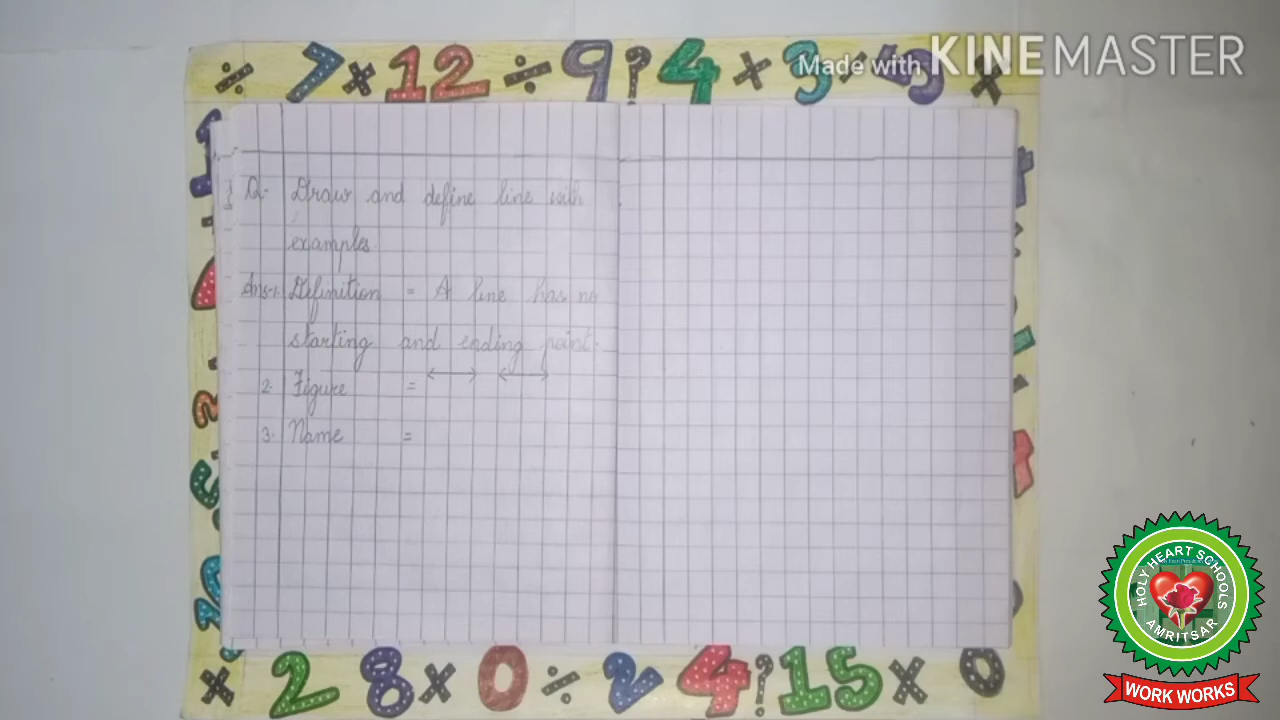 ÷ 7 × 12 ÷ 9 ? 4 × 3
Made with KINEMASTER
Q. Draw and define line with
examples
Ans-1. Definition = A line has no
starting and ending point.
2. Figure =
3. Name =
× 2 8 × 0 ÷ 2 4 ? 15 × 0
HOLY HEART SCHOOLS
AMRITSAR
WORK WORKS